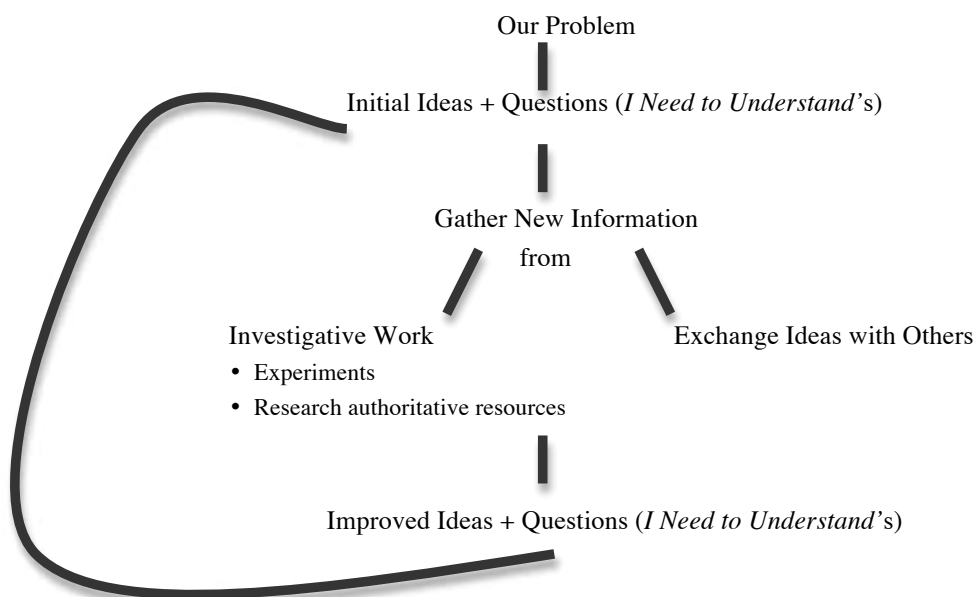 Our Problem
Initial Ideas + Questions (I Need to Understand's)
Gather New Information
from
Investigative Work
• Experiments
• Research authoritative resources
Exchange Ideas with Others
Improved Ideas + Questions (I Need to Understand's)